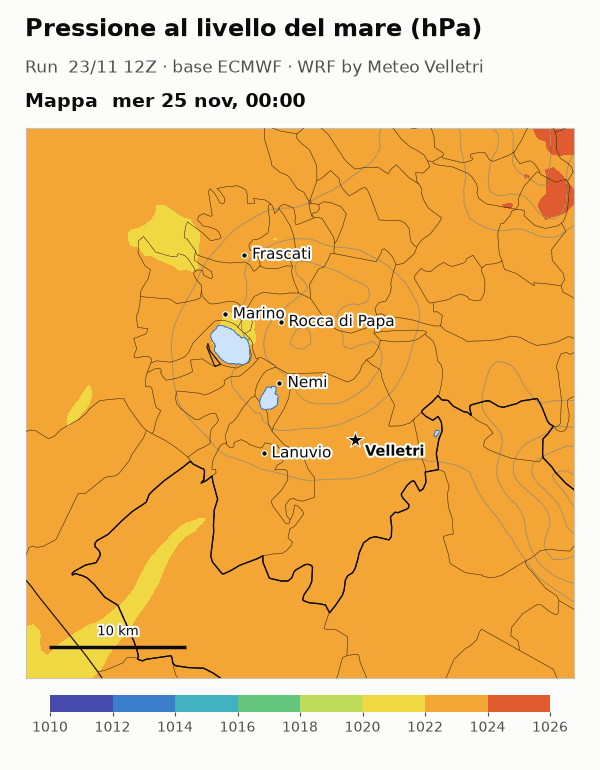 Pressione al livello del mare (hPa)
Run  23/11 12Z · base ECMWF · WRF by Meteo Velletri
Mappa  mer 25 nov, 00:00
Frascati
Marino
Rocca di Papa
Nemi
Velletri
Lanuvio
10 km
1010 1012 1014 1016 1018 1020 1022 1024 1026